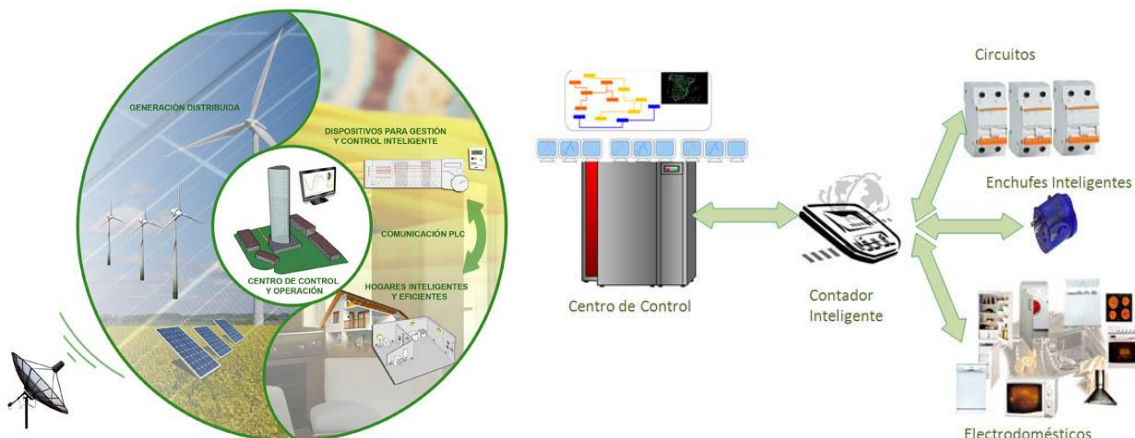 GENERACIÓN DISTRIBUIDA
DISPOSITIVOS PARA GESTIÓN
Y CONTROL INTELIGENTE
COMUNICACIÓN PLC
CENTRO DE CONTROL
Y OPERACIÓN
HOGARES INTELIGENTES
Y EFICIENTES
Centro de Control
Contador
Inteligente
Circuitos
Enchufes Inteligentes
Electrodomésticos